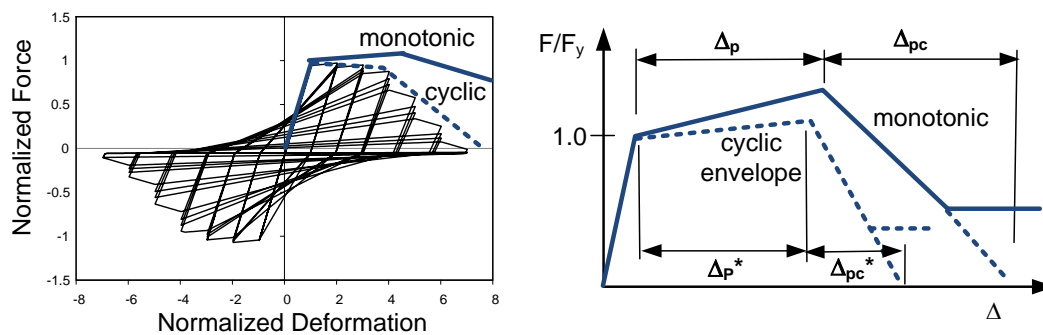 1.5
1
0.5
0
-0.5
-1
-1.5
Normalized Force
monotonic
cyclic
-8 -6 -4 -2 0 2 4 6 8
Normalized Deformation
F/Fy
Δp
Δpc
1.0
monotonic
cyclic
envelope
ΔP*
Δpc*
Δ